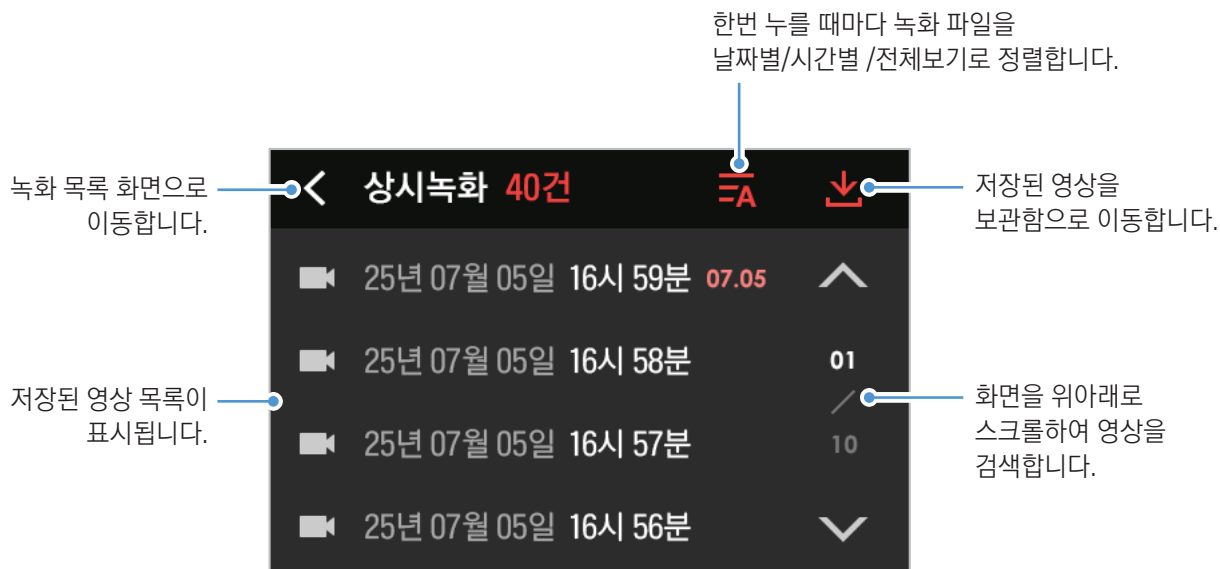 한번 누를 때마다 녹화 파일을
날짜별/시간별 /전체보기로 정렬합니다.
녹화 목록 화면으로
이동합니다.
상시녹화 40건
A
저장된 영상을
보관함으로 이동합니다.
25년 07월 05일 16시 59분 07.05
25년 07월 05일 16시 58분 01
저장된 영상 목록이
표시됩니다.
/
화면을 위아래로
스크롤하여 영상을
검색합니다.
25년 07월 05일 16시 57분 10
25년 07월 05일 16시 56분